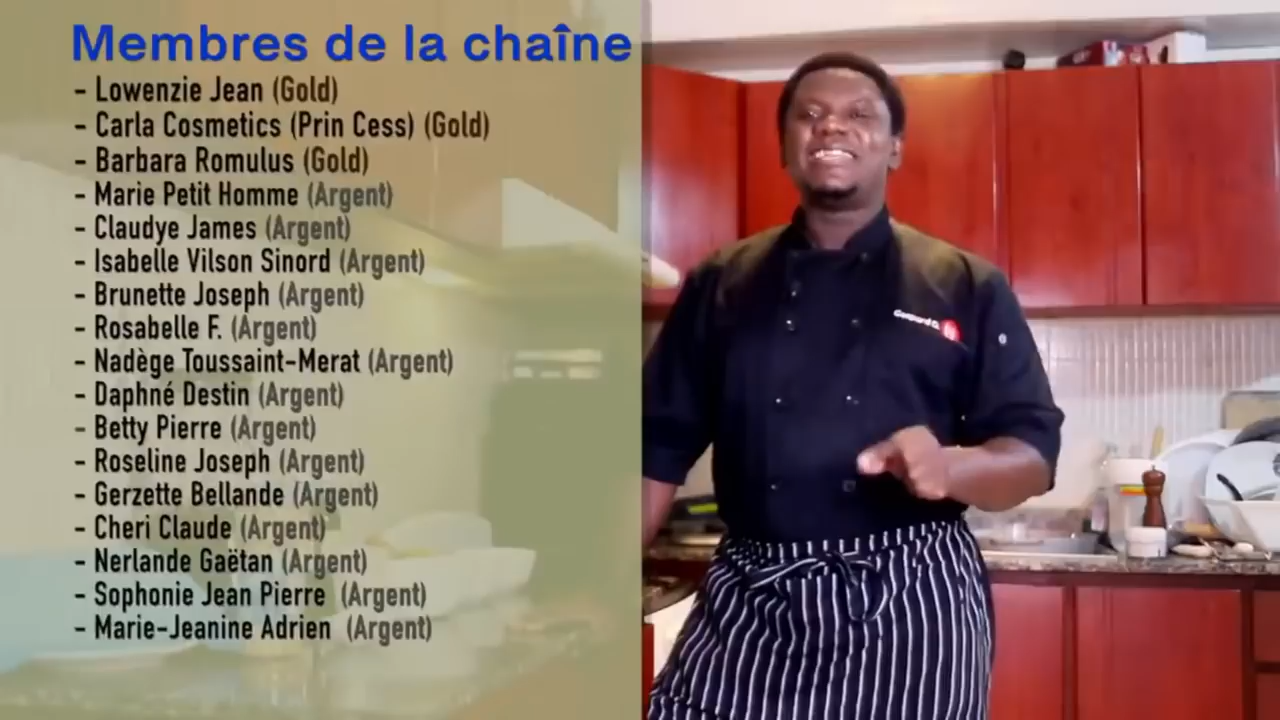 Membres de la chaîne
- Lowenzie Jean (Gold)
- Carla Cosmetics (Prin Cess) (Gold)
- Barbara Romulus (Gold)
- Marie Petit Homme (Argent)
- Claudye James (Argent)
- Isabelle Vilson Sinord (Argent)
- Brunette Joseph (Argent)
- Rosabelle F. (Argent)
- Nadège Toussaint-Merat (Argent)
- Daphné Destin (Argent)
- Betty Pierre (Argent)
- Roseline Joseph (Argent)
- Gerzette Bellande (Argent)
- Cheri Claude (Argent)
- Nerlande Gaëtan (Argent)
- Sophonie Jean Pierre (Argent)
- Marie-Jeanine Adrien (Argent)